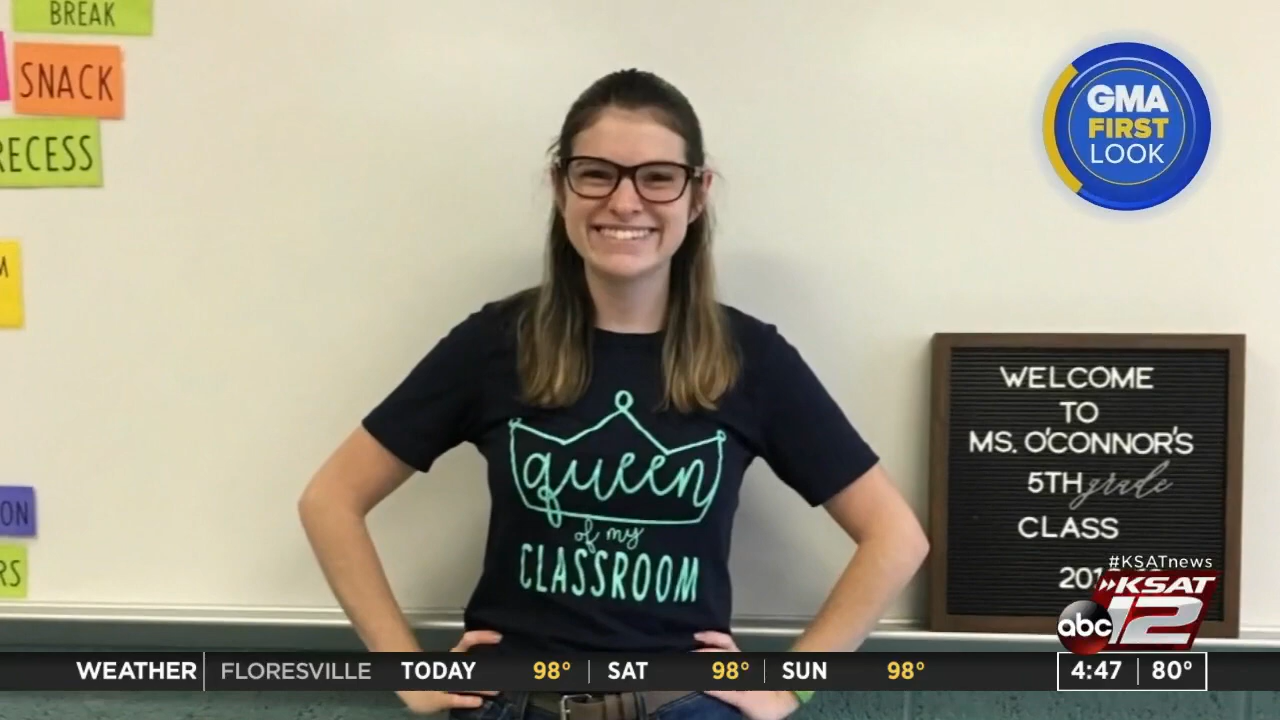 BREAK
SNACK
RECESS
M
ON
RS
GMA
FIRST
LOOK
queen
of my
CLASSROOM
WELCOME
TO
MS. O'CONNOR'S
5TH grade
CLASS
#KSATnews
KSAT
abc 12
WEATHER FLORESVILLE TODAY 98° SAT 98° SUN 98° 4:47 80°